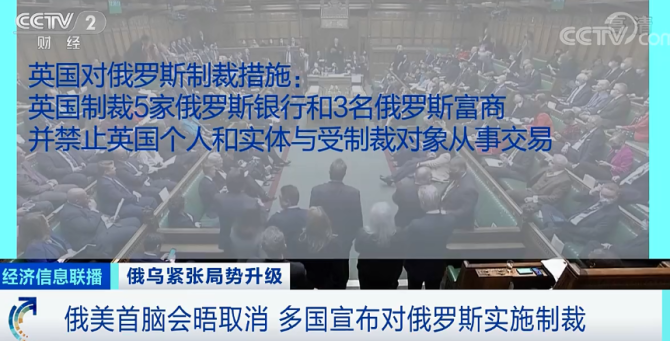 CCTV 2
财经
高清
CCTV.com
英国对俄罗斯制裁措施：
英国制裁5家俄罗斯银行和3名俄罗斯富商
并禁止英国个人和实体与受制裁对象从事交易
经济信息联播
俄乌紧张局势升级
俄美首脑会晤取消 多国宣布对俄罗斯实施制裁